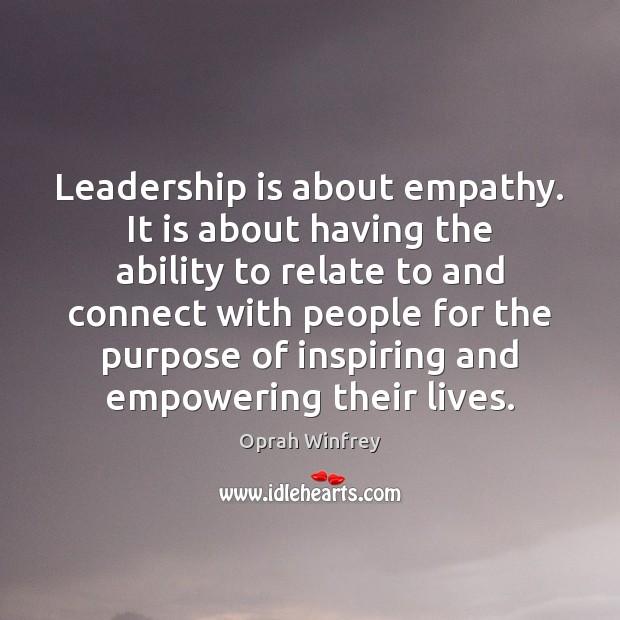 Leadership is about empathy.
It is about having the
ability to relate to and
connect with people for the
purpose of inspiring and
empowering their lives.
Oprah Winfrey
www.idlehearts.com